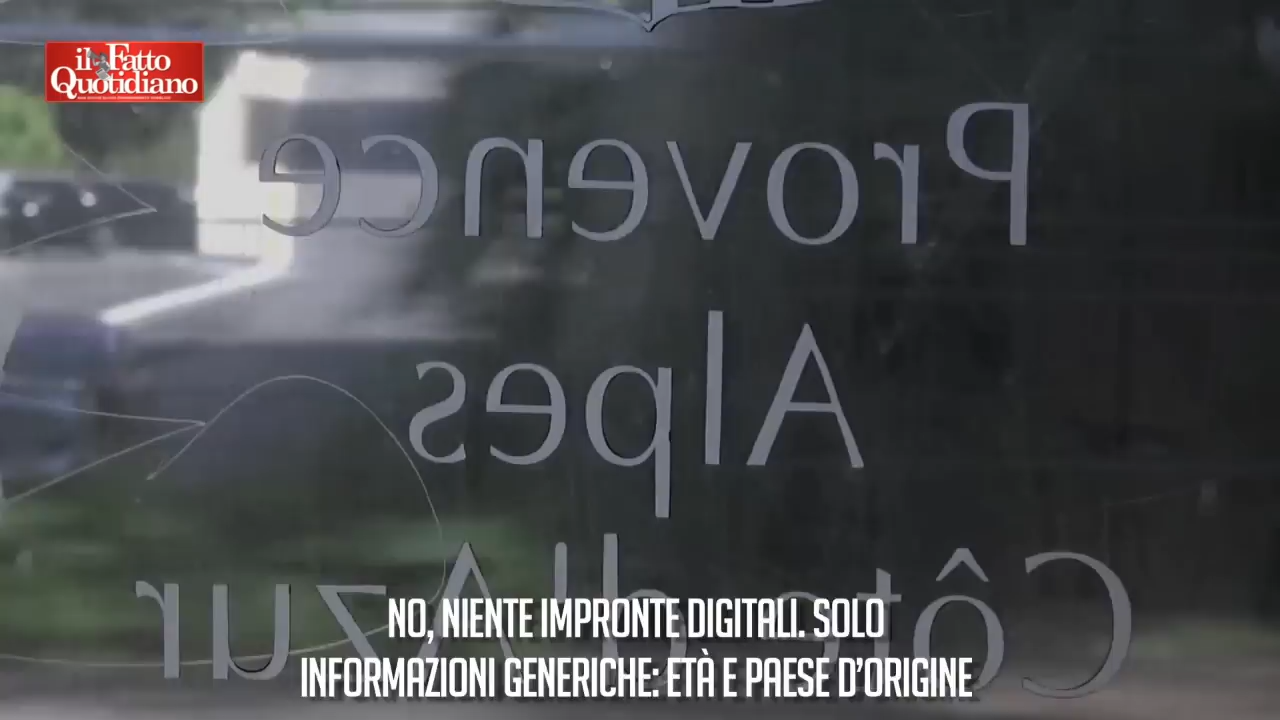 il Fatto
Quotidiano
Provence
Alpes
Côte d'Azur
NO, NIENTE IMPRONTE DIGITALI. SOLO
INFORMAZIONI GENERICHE: ETÀ E PAESE D'ORIGINE